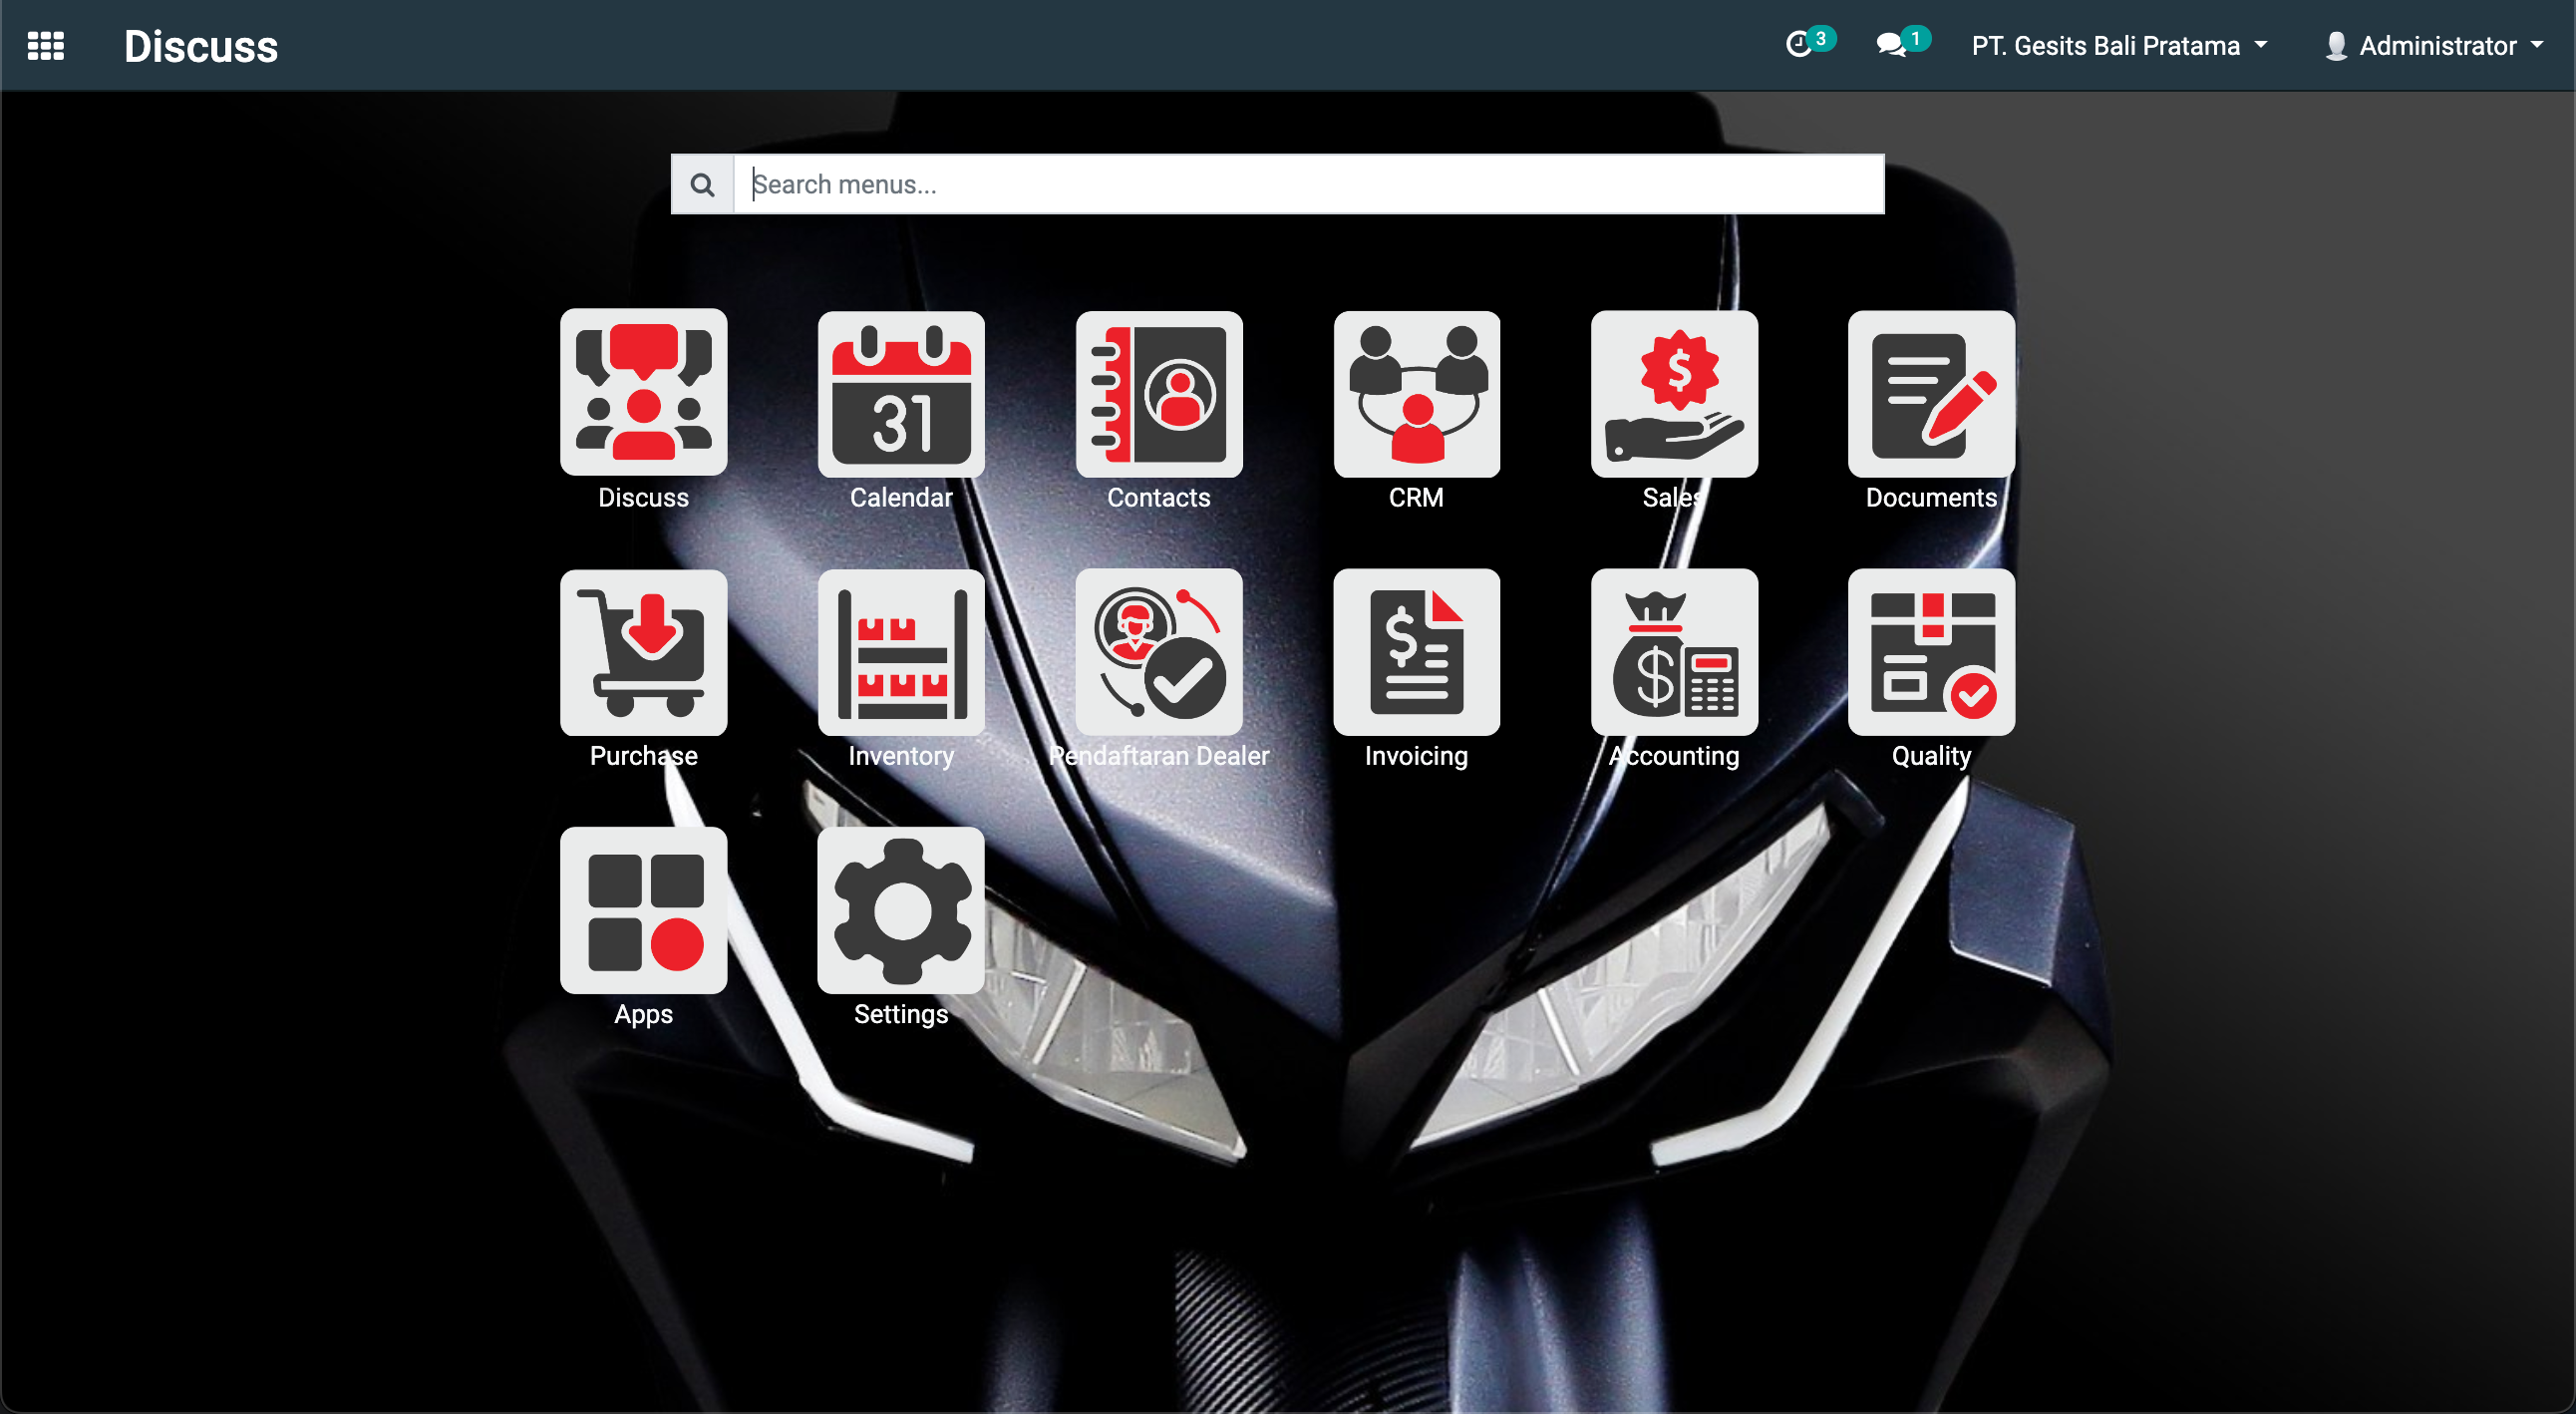 Discuss
3
1
PT. Gesits Bali Pratama
Administrator
Search menus...
31
$
Discuss
Calendar
Contacts
CRM
Sales
Documents
$
$
Purchase
Inventory
Pendaftaran Dealer
Invoicing
Accounting
Quality
Apps
Settings